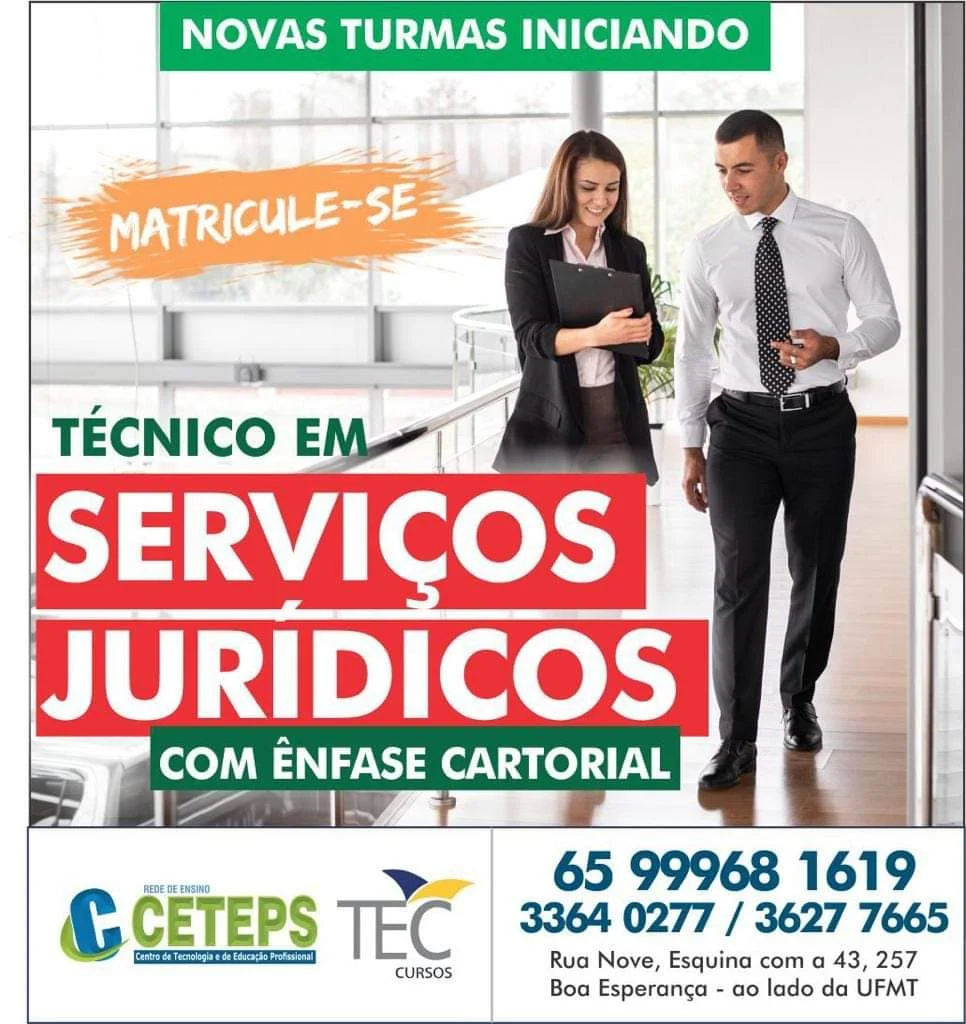 NOVAS TURMAS INICIANDO
MATRICULE-SE
TÉCNICO EM
SERVIÇOS
JURÍDICOS
COM ÊNFASE CARTORIAL
REDE DE ENSINO
C CETEPS
Centro de Tecnologia e de Educação Profissional
TEC
CURSOS
65 99968 1619
3364 0277 / 3627 7665
Rua Nove, Esquina com a 43, 257
Boa Esperança - ao lado da UFMT